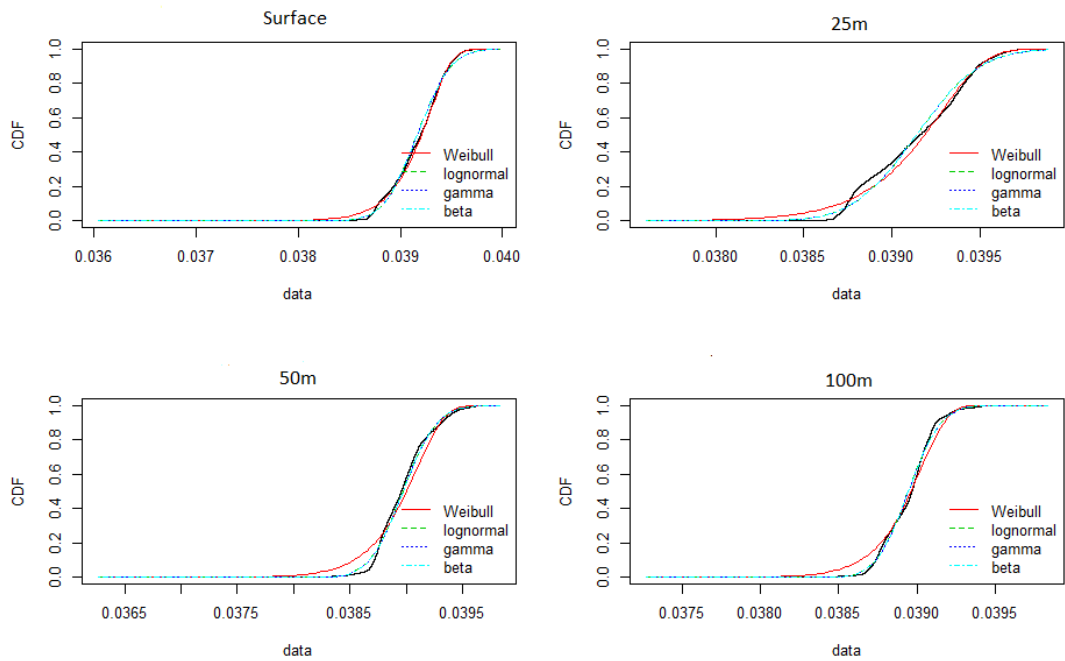 Surface
CDF
0.0 0.2 0.4 0.6 0.8 1.0
Weibull
lognormal
gamma
beta
0.036 0.037 0.038 0.039 0.040
data
25m
CDF
0.0 0.2 0.4 0.6 0.8 1.0
Weibull
lognormal
gamma
beta
0.0380 0.0385 0.0390 0.0395
data
50m
CDF
0.0 0.2 0.4 0.6 0.8 1.0
Weibull
lognormal
gamma
beta
0.0365 0.0375 0.0385 0.0395
data
100m
CDF
0.0 0.2 0.4 0.6 0.8 1.0
Weibull
lognormal
gamma
beta
0.0375 0.0380 0.0385 0.0390 0.0395
data